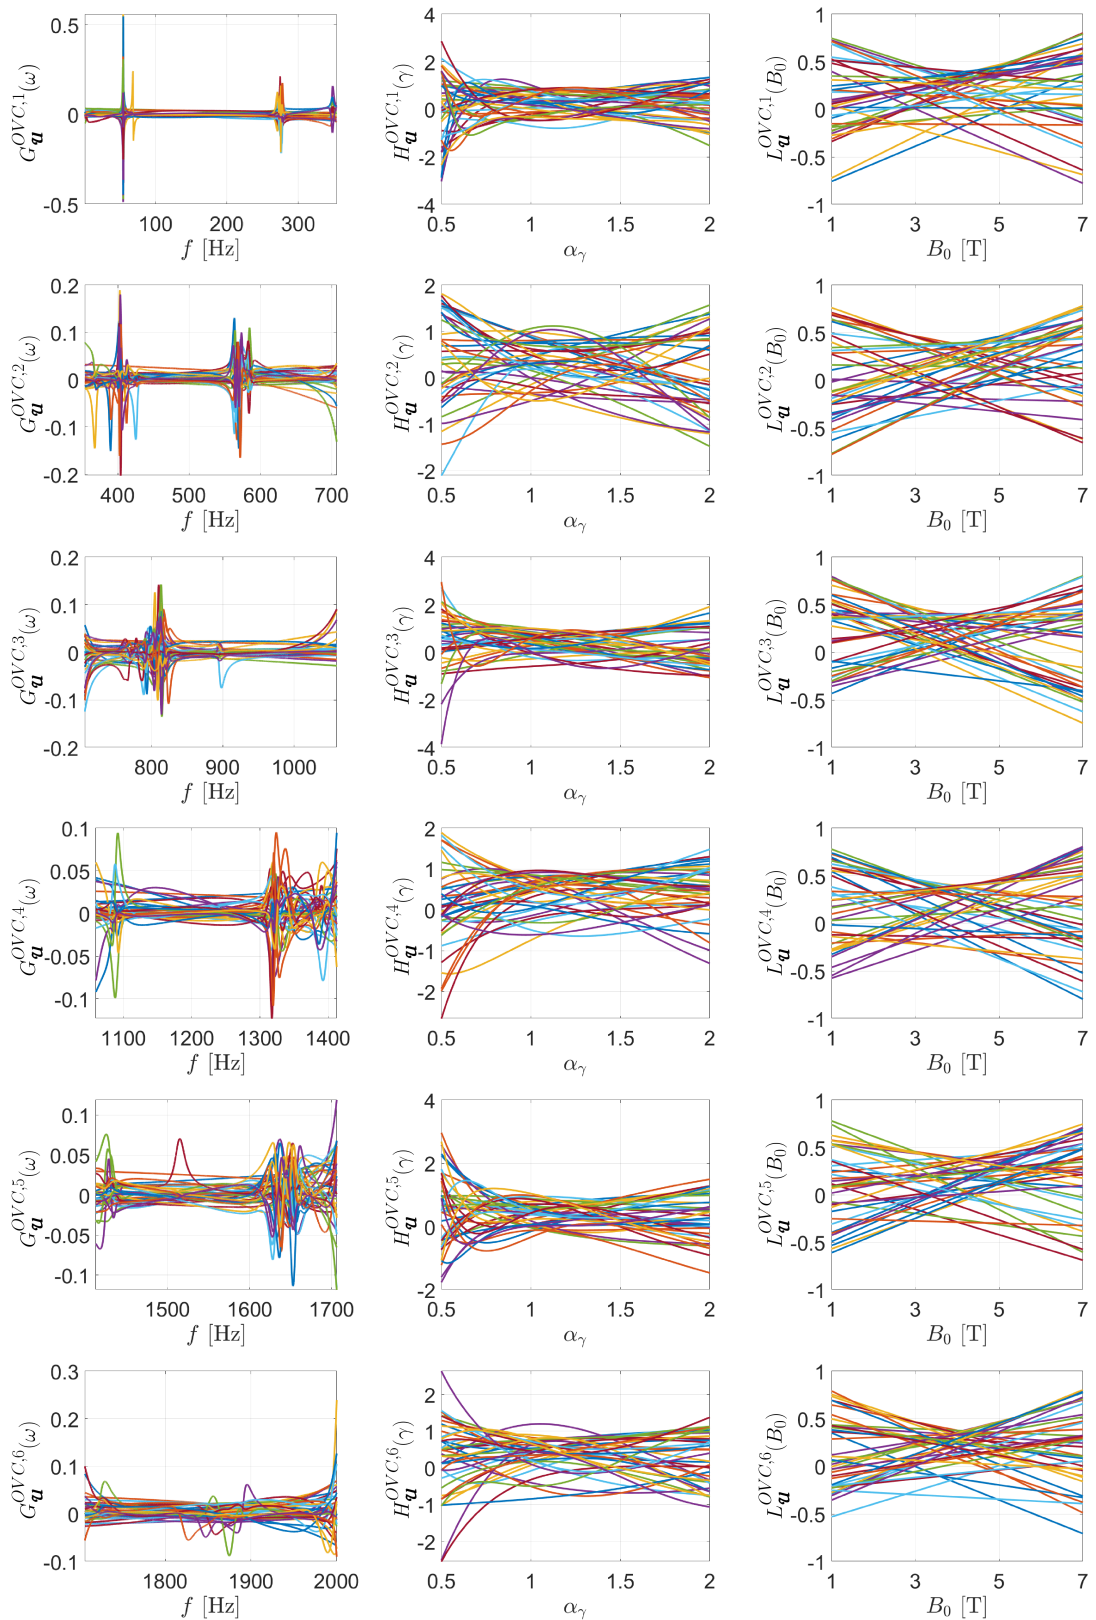 0.5
0
-0.5
100 200 300
f [Hz]
G_u^{OVC,1}(ω)
4
2
0
-2
-4
0.5 1 1.5 2
α_γ
H_u^{OVC,1}(γ)
1
0.5
0
-0.5
-1
1 3 5 7
B_0 [T]
L_u^{OVC,1}(B_0)
0.2
0.1
0
-0.1
-0.2
400 500 600 700
f [Hz]
G_u^{OVC,2}(ω)
2
1
0
-1
-2
0.5 1 1.5 2
α_γ
H_u^{OVC,2}(γ)
1
0.5
0
-0.5
-1
1 3 5 7
B_0 [T]
L_u^{OVC,2}(B_0)
0.2
0.1
0
-0.1
-0.2
800 900 1000
f [Hz]
G_u^{OVC,3}(ω)
4
2
0
-2
-4
0.5 1 1.5 2
α_γ
H_u^{OVC,3}(γ)
1
0.5
0
-0.5
-1
1 3 5 7
B_0 [T]
L_u^{OVC,3}(B_0)
0.1
0.05
0
-0.05
-0.1
1100 1200 1300 1400
f [Hz]
G_u^{OVC,4}(ω)
2
1
0
-1
-2
0.5 1 1.5 2
α_γ
H_u^{OVC,4}(γ)
1
0.5
0
-0.5
-1
1 3 5 7
B_0 [T]
L_u^{OVC,4}(B_0)
0.1
0.05
0
-0.05
-0.1
1500 1600 1700
f [Hz]
G_u^{OVC,5}(ω)
4
2
0
-2
0.5 1 1.5 2
α_γ
H_u^{OVC,5}(γ)
1
0.5
0
-0.5
-1
1 3 5 7
B_0 [T]
L_u^{OVC,5}(B_0)
0.3
0.2
0.1
0
-0.1
1800 1900 2000
f [Hz]
G_u^{OVC,6}(ω)
2
1
0
-1
-2
0.5 1 1.5 2
α_γ
H_u^{OVC,6}(γ)
1
0.5
0
-0.5
-1
1 3 5 7
B_0 [T]
L_u^{OVC,6}(B_0)